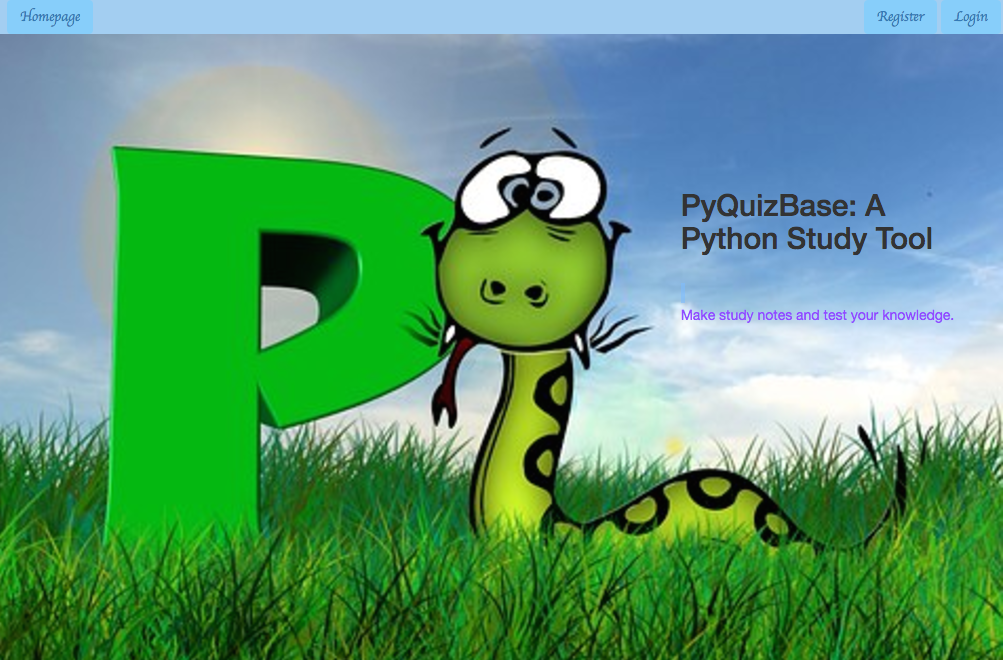 Homepage
Register
Login
P
PyQuizBase: A
Python Study Tool
Make study notes and test your knowledge.